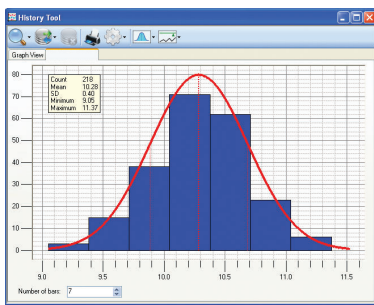 History Tool
Graph View
Count 218
Mean 10.28
SD 0.40
Minimum 9.05
Maximum 11.37
80
70
60
50
40
30
20
10
0
9.0 9.5 10.0 10.5 11.0 11.5
Number of bars: 7